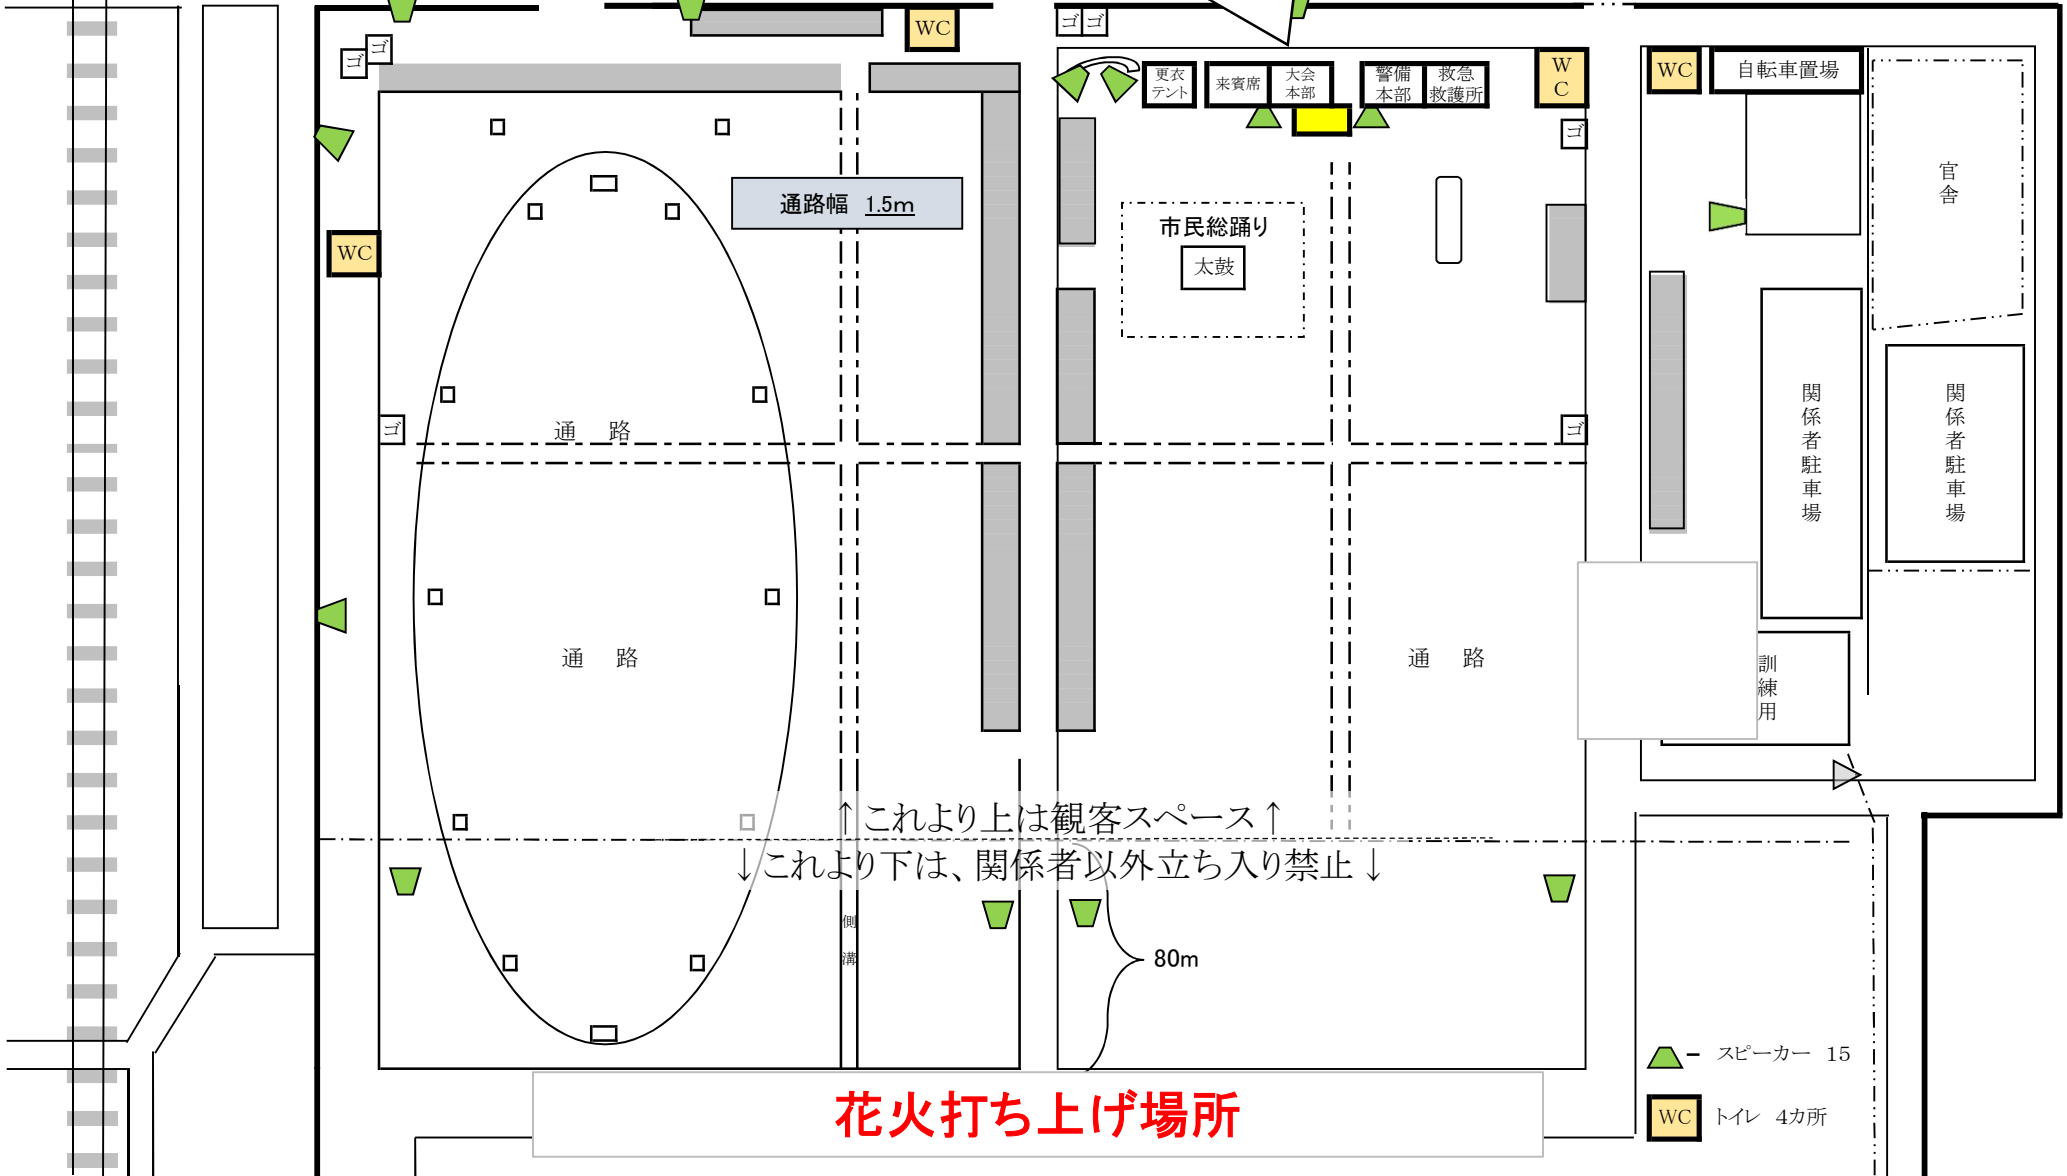 WC
ゴ
ゴ
ゴ
ゴ
更衣
テント
来賓席
大会
本部
警備
本部
救急
救護所
W
C
WC
自転車置場
ゴ
官舎
通路幅 1.5m
市民総踊り
太鼓
WC
関係者駐車場
関係者駐車場
ゴ
通 路
ゴ
通 路
通 路
訓練用
↑これより上は観客スペース↑
↓これより下は、関係者以外立ち入り禁止↓
側溝
80m
スピーカー 15
WC
トイレ 4カ所
花火打ち上げ場所